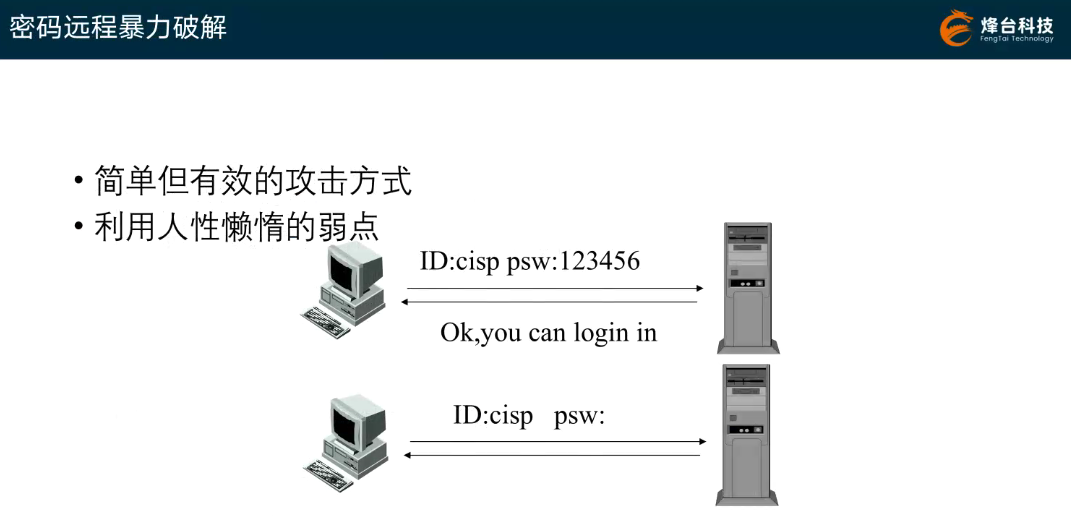 密码远程暴力破解
烽台科技
FengTai Technology
• 简单但有效的攻击方式
• 利用人性懒惰的弱点
ID:cisp psw:123456
Ok,you can login in
ID:cisp psw: